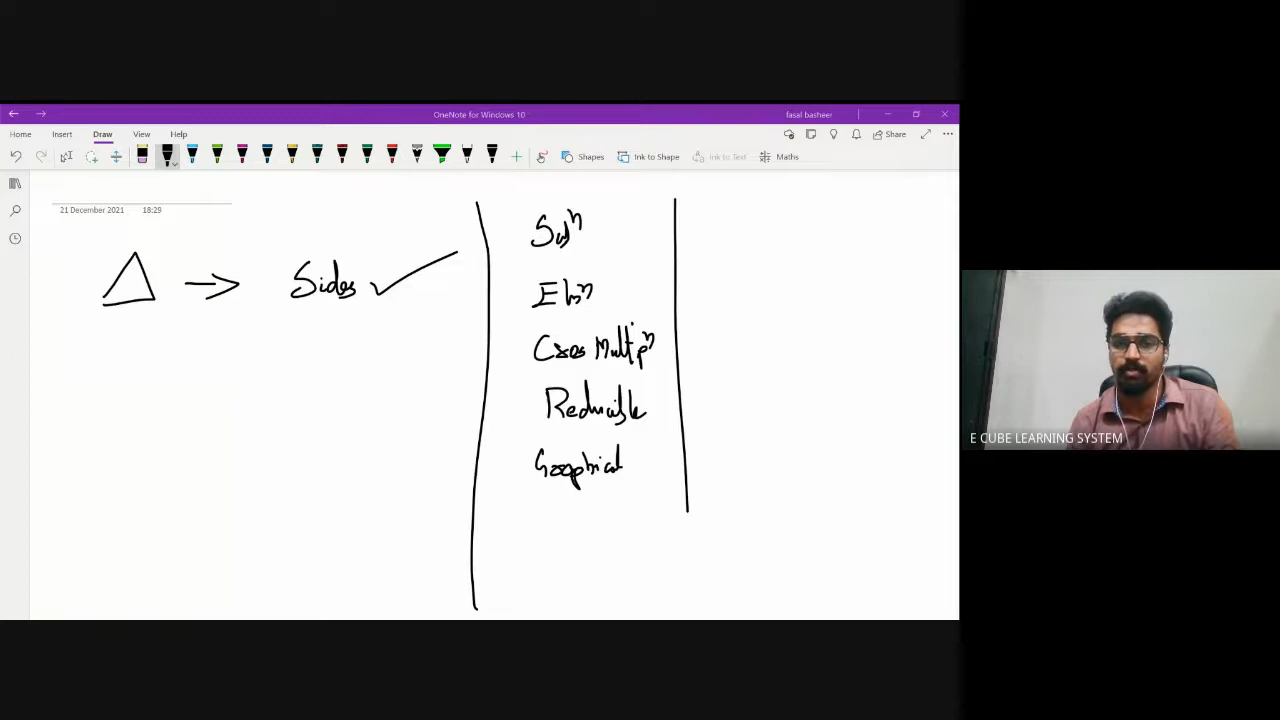 OneNote for Windows 10
fasal basheer
Home Insert Draw View Help
Share
Shapes Ink to Shape Ink to Text Maths
21 December 2021 18:29
Subⁿ
Elmⁿ
Sides
Cross Multipⁿ
Reducible
Graphical
E CUBE LEARNING SYSTEM